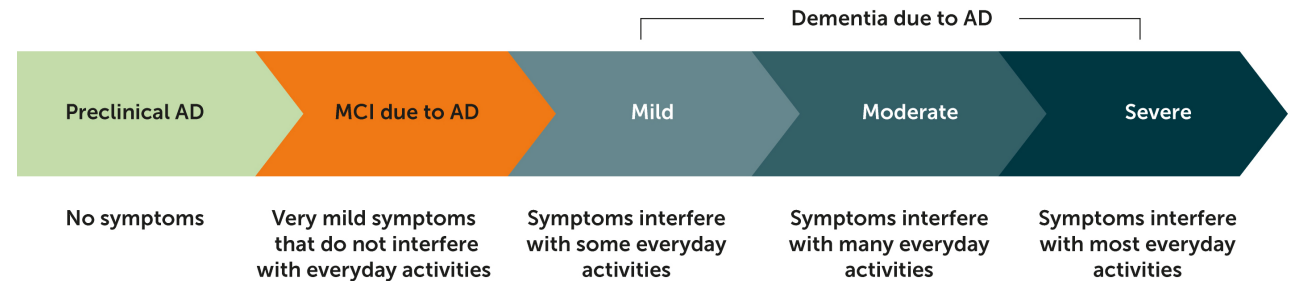 Dementia due to AD
Preclinical AD
MCI due to AD
Mild
Moderate
Severe
No symptoms
Very mild symptoms
that do not interfere
with everyday activities
Symptoms interfere
with some everyday
activities
Symptoms interfere
with many everyday
activities
Symptoms interfere
with most everyday
activities